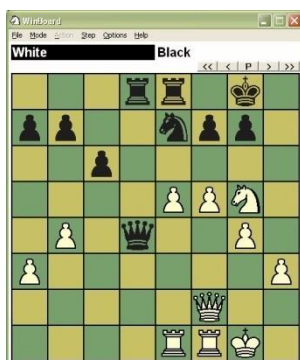 WinBoard
File Mode Action Step Options Help
White Black
<< < P > >>